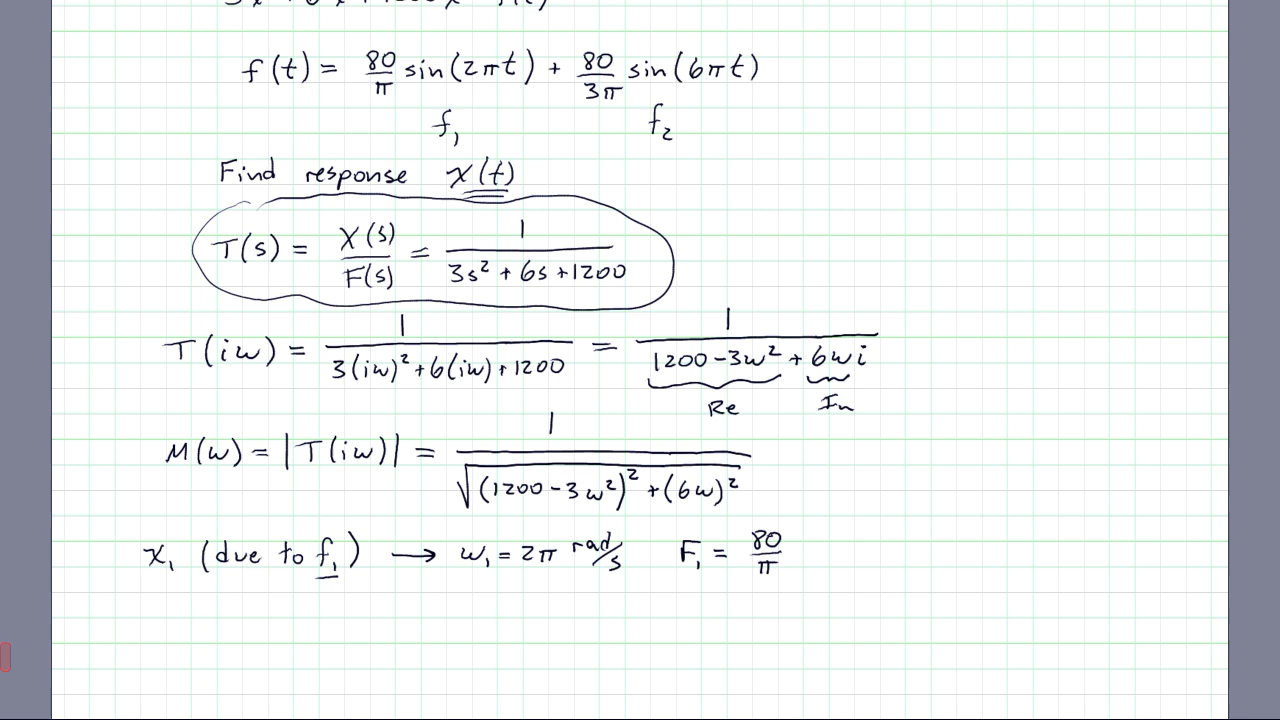 f(t) = 80/π sin(2πt) + 80/3π sin(6πt)
f₁ f₂
Find response x(t)
T(s) = X(s)/F(s) = 1/(3s² + 6s + 1200)
T(iω) = 1/(3(iω)² + 6(iω) + 1200) = 1/(1200 - 3ω² + 6ωi)
Re Im
M(ω) = |T(iω)| = 1/√((1200 - 3ω²)² + (6ω)²)
x₁ (due to f₁) → ω₁ = 2π rad/s F₁ = 80/π